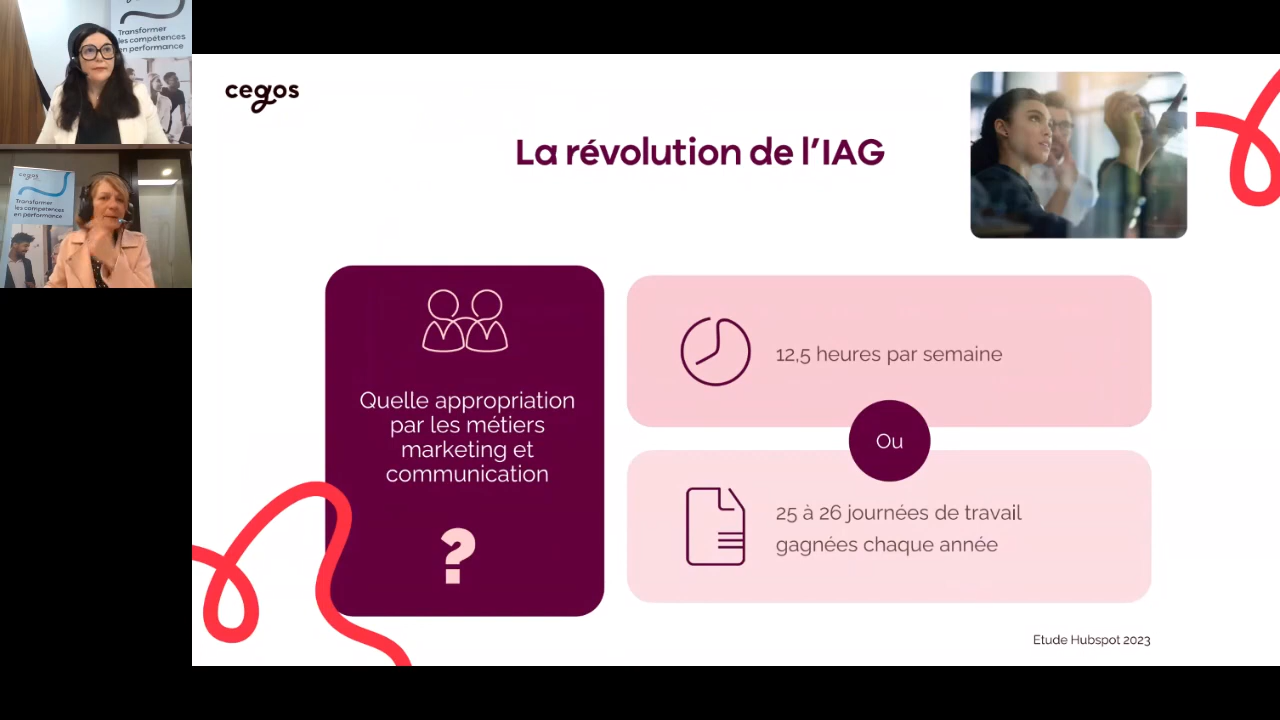 Transformer
les compétences
en performance
cegos
Transformer
les compétences
en performance
cegos
La révolution de l'IAG
Quelle appropriation
par les métiers
marketing et
communication
?
12,5 heures par semaine
Ou
25 à 26 journées de travail
gagnées chaque année
Etude Hubspot 2023